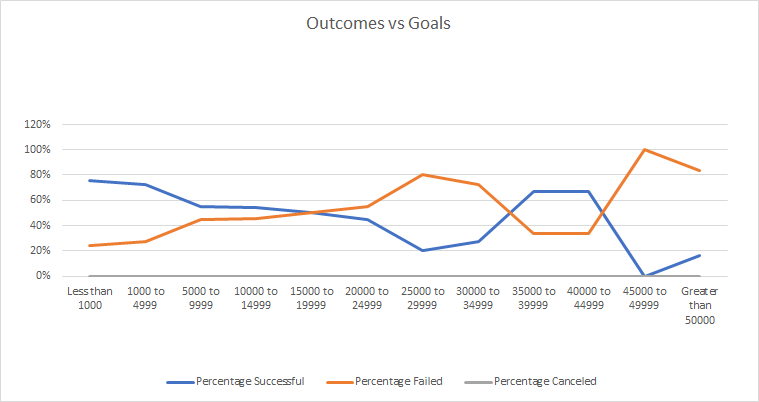 Outcomes vs Goals
120%
100%
80%
60%
40%
20%
0%
Less than
1000
1000 to
4999
5000 to
9999
10000 to
14999
15000 to
19999
20000 to
24999
25000 to
29999
30000 to
34999
35000 to
39999
40000 to
44999
45000 to
49999
Greater
than
50000
Percentage Successful
Percentage Failed
Percentage Canceled